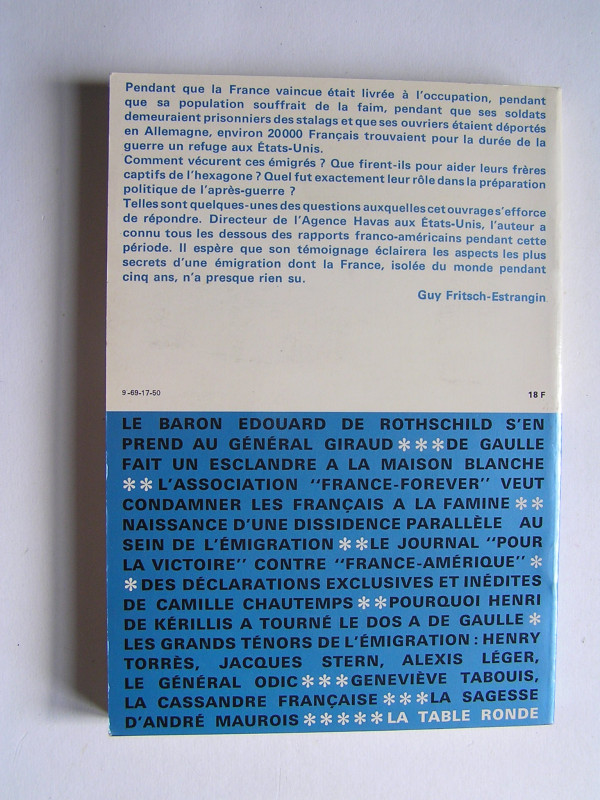 Pendant que la France vaincue était livrée à l'occupation, pendant
que sa population souffrait de la faim, pendant que ses soldats
demeuraient prisonniers des stalags et que ses ouvriers étaient déportés
en Allemagne, environ 20000 Français trouvaient pour la durée de la
guerre un refuge aux États-Unis.
Comment vécurent ces émigrés ? Que firent-ils pour aider leurs frères
captifs de l'hexagone ? Quel fut exactement leur rôle dans la préparation
politique de l'après-guerre ?
Telles sont quelques-unes des questions auxquelles cet ouvrage s'efforce
de répondre. Directeur de l'Agence Havas aux États-Unis, l'auteur a
connu tous les dessous des rapports franco-américains pendant cette
période. Il espère que son témoignage éclairera les aspects les plus
secrets d'une émigration dont la France, isolée du monde pendant
cinq ans, n'a presque rien su.
Guy Fritsch-Estrangin
9-69-17-50 18 F
LE BARON EDOUARD DE ROTHSCHILD S'EN
PREND AU GÉNÉRAL GIRAUD ✻✻✻ DE GAULLE
FAIT UN ESCLANDRE A LA MAISON BLANCHE
✻✻ L'ASSOCIATION "FRANCE-FOREVER" VEUT
CONDAMNER LES FRANÇAIS A LA FAMINE ✻✻
NAISSANCE D'UNE DISSIDENCE PARALLÈLE AU
SEIN DE L'ÉMIGRATION ✻✻ LE JOURNAL "POUR
LA VICTOIRE" CONTRE "FRANCE-AMÉRIQUE" ✻
✻ DES DÉCLARATIONS EXCLUSIVES ET INÉDITES
DE CAMILLE CHAUTEMPS ✻✻ POURQUOI HENRI
DE KÉRILLIS A TOURNÉ LE DOS A DE GAULLE ✻
LES GRANDS TÉNORS DE L'ÉMIGRATION : HENRY
TORRÈS, JACQUES STERN, ALEXIS LÉGER,
LE GÉNÉRAL ODIC ✻✻✻ GENEVIÈVE TABOUIS,
LA CASSANDRE FRANÇAISE ✻✻✻ LA SAGESSE
D'ANDRÉ MAUROIS ✻✻✻✻✻ LA TABLE RONDE